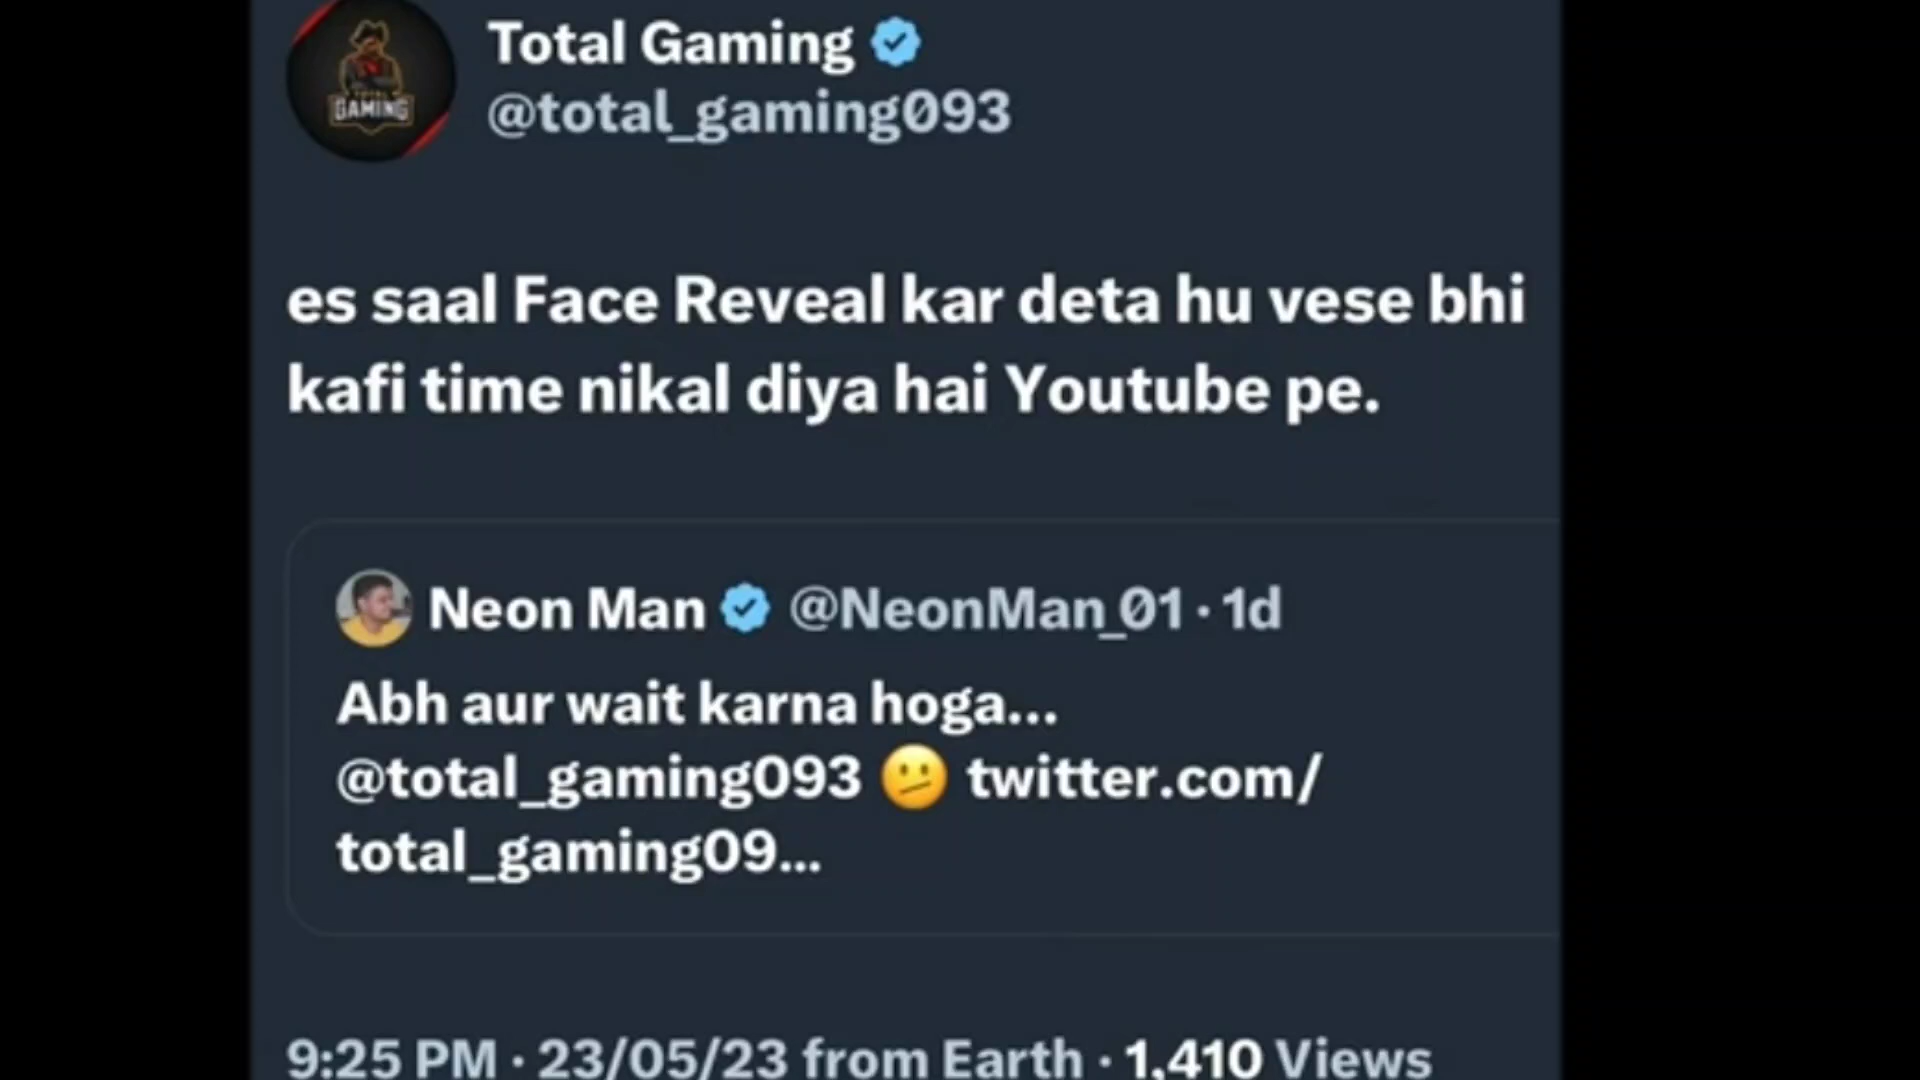 Total Gaming
@total_gaming093
TOTAL
GAMING
es saal Face Reveal kar deta hu vese bhi
kafi time nikal diya hai Youtube pe.
Neon Man @NeonMan_01 · 1d
Abh aur wait karna hoga...
@total_gaming093 🫤 twitter.com/
total_gaming09...
9:25 PM · 23/05/23 from Earth · 1,410 Views